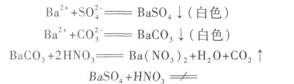 Ba²⁺+SO₄²⁻══BaSO₄↓(白色)
Ba²⁺+CO₃²⁻══BaCO₃↓(白色)
BaCO₃+2HNO₃══Ba(NO₃)₂+H₂O+CO₂↑
BaSO₄+HNO₃≠